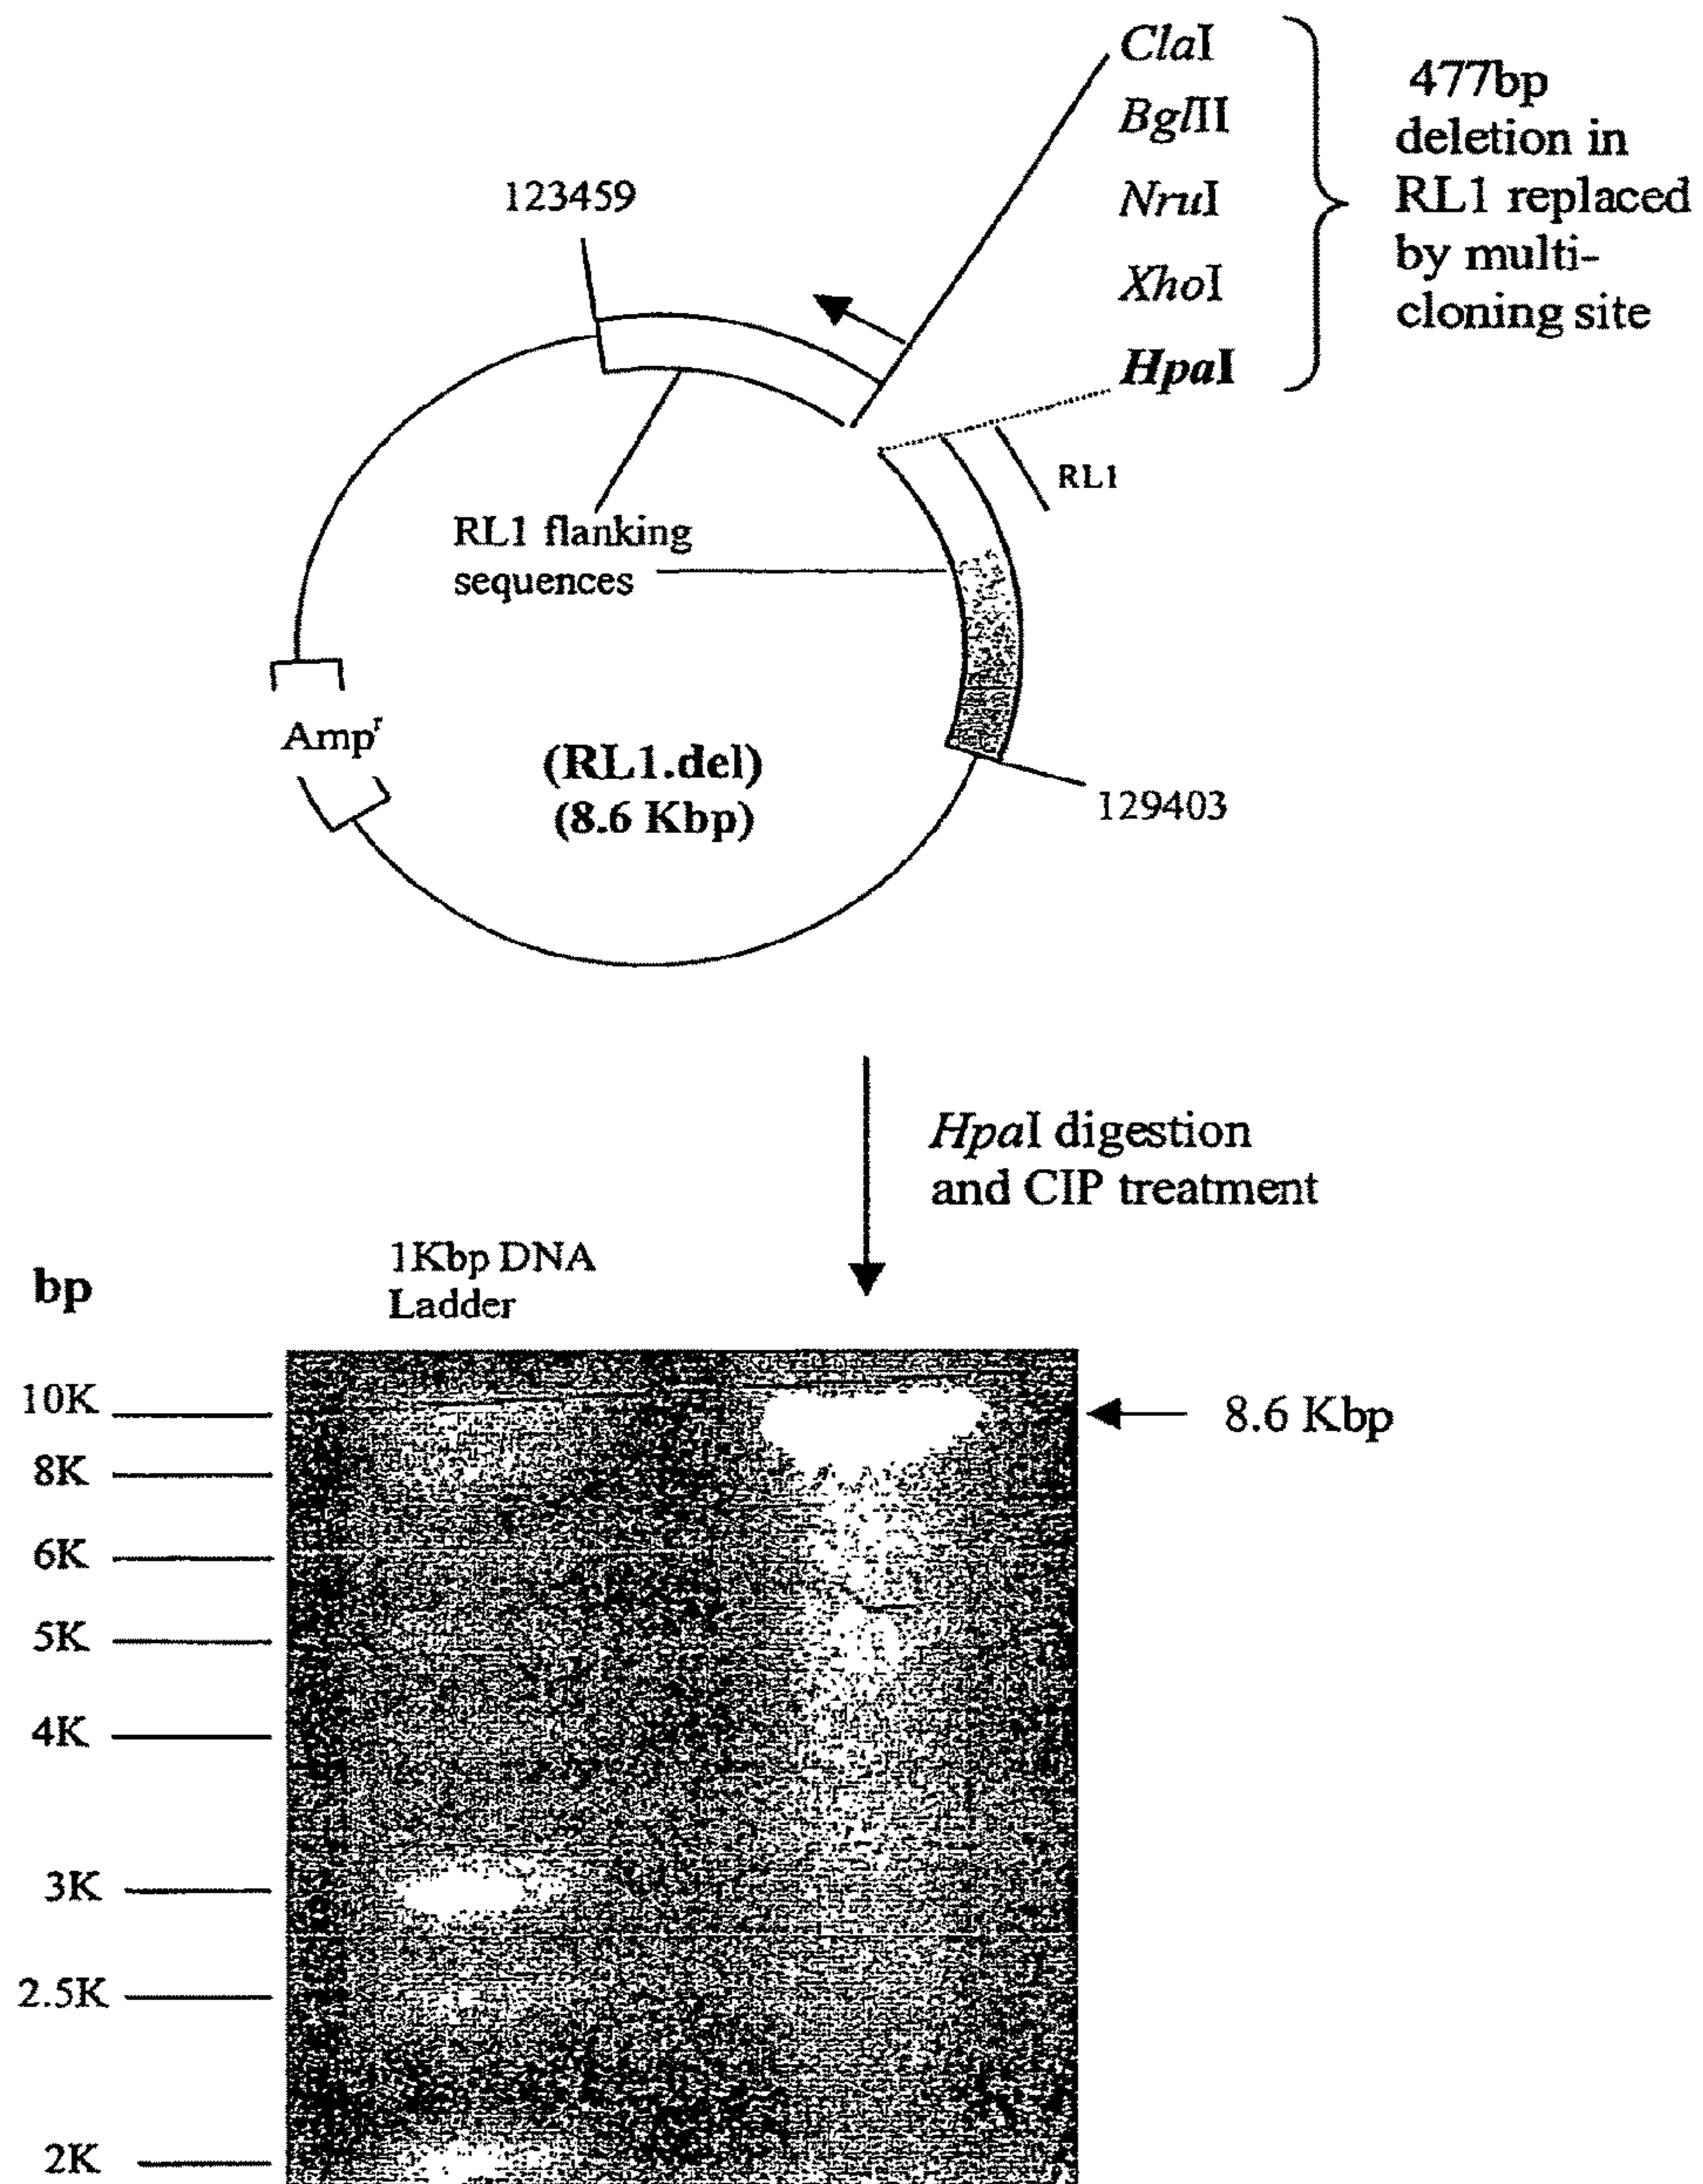 ClaI
BglII
NruI
XhoI
HpaI
477bp
deletion in
RL1 replaced
by multi-
cloning site
123459
RL1
RL1 flanking
sequences
Ampʳ
(RL1.del)
(8.6 Kbp)
129403
HpaI digestion
and CIP treatment
bp
1Kbp DNA
Ladder
10K
8.6 Kbp
8K
6K
5K
4K
3K
2.5K
2K